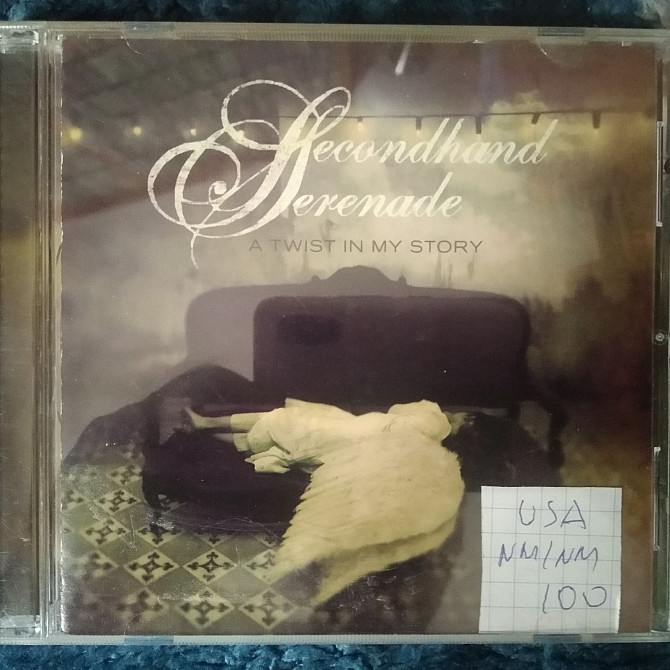 Secondhand
Serenade
A TWIST IN MY STORY
USA
NM/NM
100